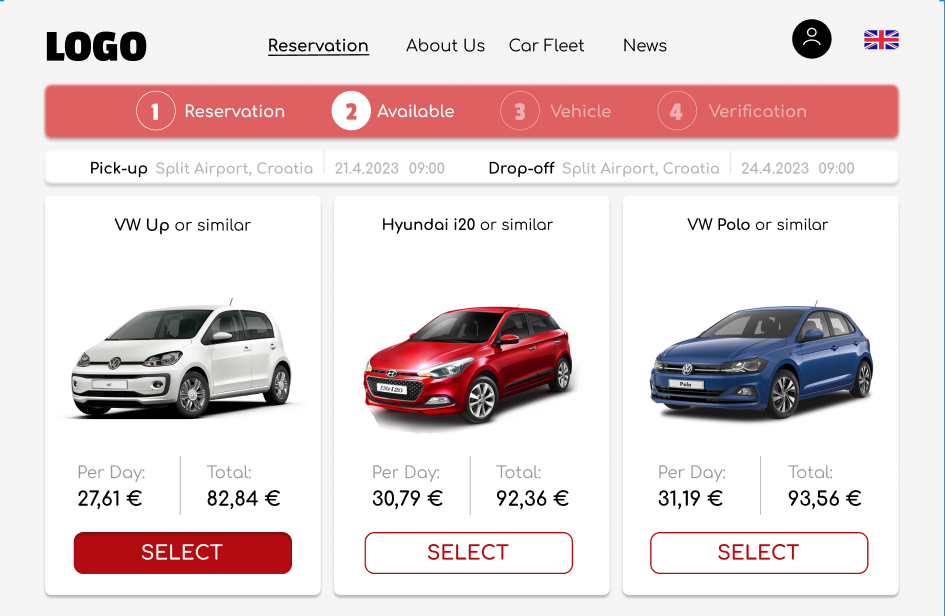 LOGO Reservation About Us Car Fleet News
1 Reservation 2 Available 3 Vehicle 4 Verification
Pick-up Split Airport, Croatia 21.4.2023 09:00 Drop-off Split Airport, Croatia 24.4.2023 09:00
VW Up or similar
Hyundai i20 or similar
VW Polo or similar
Polo
Per Day: Total:
27,61 € 82,84 €
Per Day: Total:
30,79 € 92,36 €
Per Day: Total:
31,19 € 93,56 €
SELECT
SELECT
SELECT